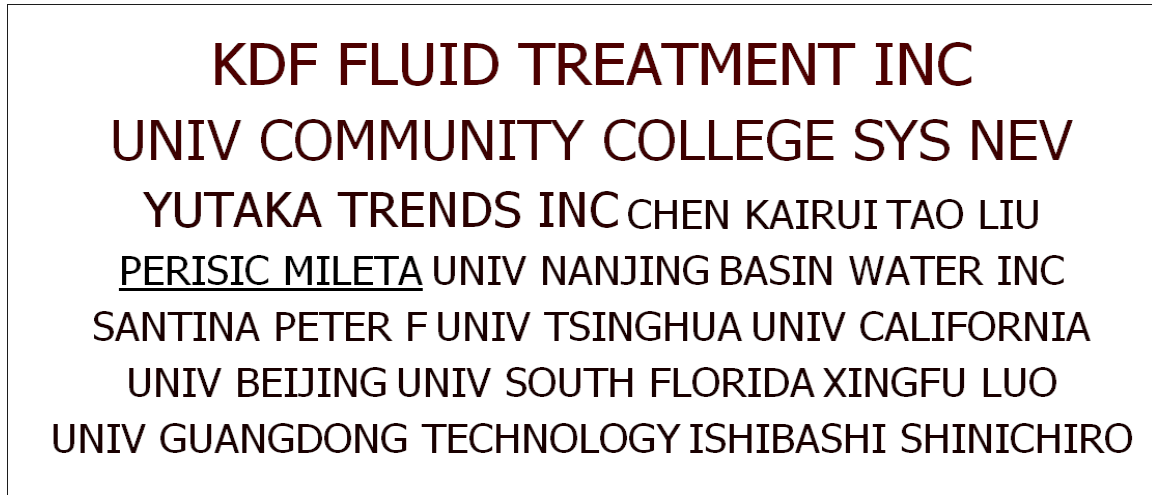 KDF FLUID TREATMENT INC
UNIV COMMUNITY COLLEGE SYS NEV
YUTAKA TRENDS INC CHEN KAIRUI TAO LIU
PERISIC MILETA UNIV NANJING BASIN WATER INC
SANTINA PETER F UNIV TSINGHUA UNIV CALIFORNIA
UNIV BEIJING UNIV SOUTH FLORIDA XINGFU LUO
UNIV GUANGDONG TECHNOLOGY ISHIBASHI SHINICHIRO